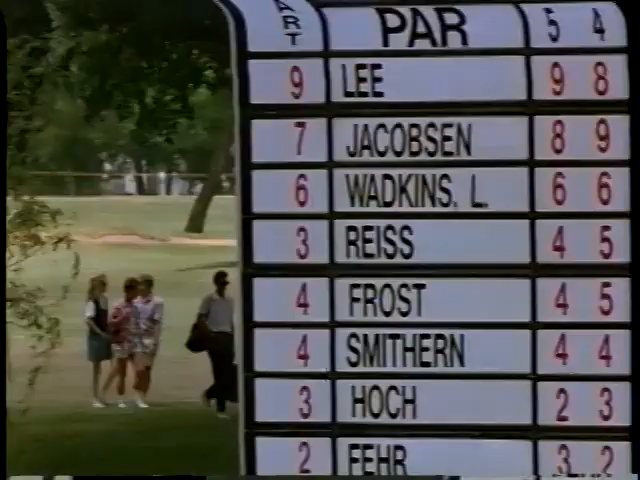 ART PAR 5 4
9 LEE 9 8
7 JACOBSEN 8 9
6 WADKINS, L. 6 6
3 REISS 4 5
4 FROST 4 5
4 SMITHERN 4 4
3 HOCH 2 3
2 FEHR 3 2